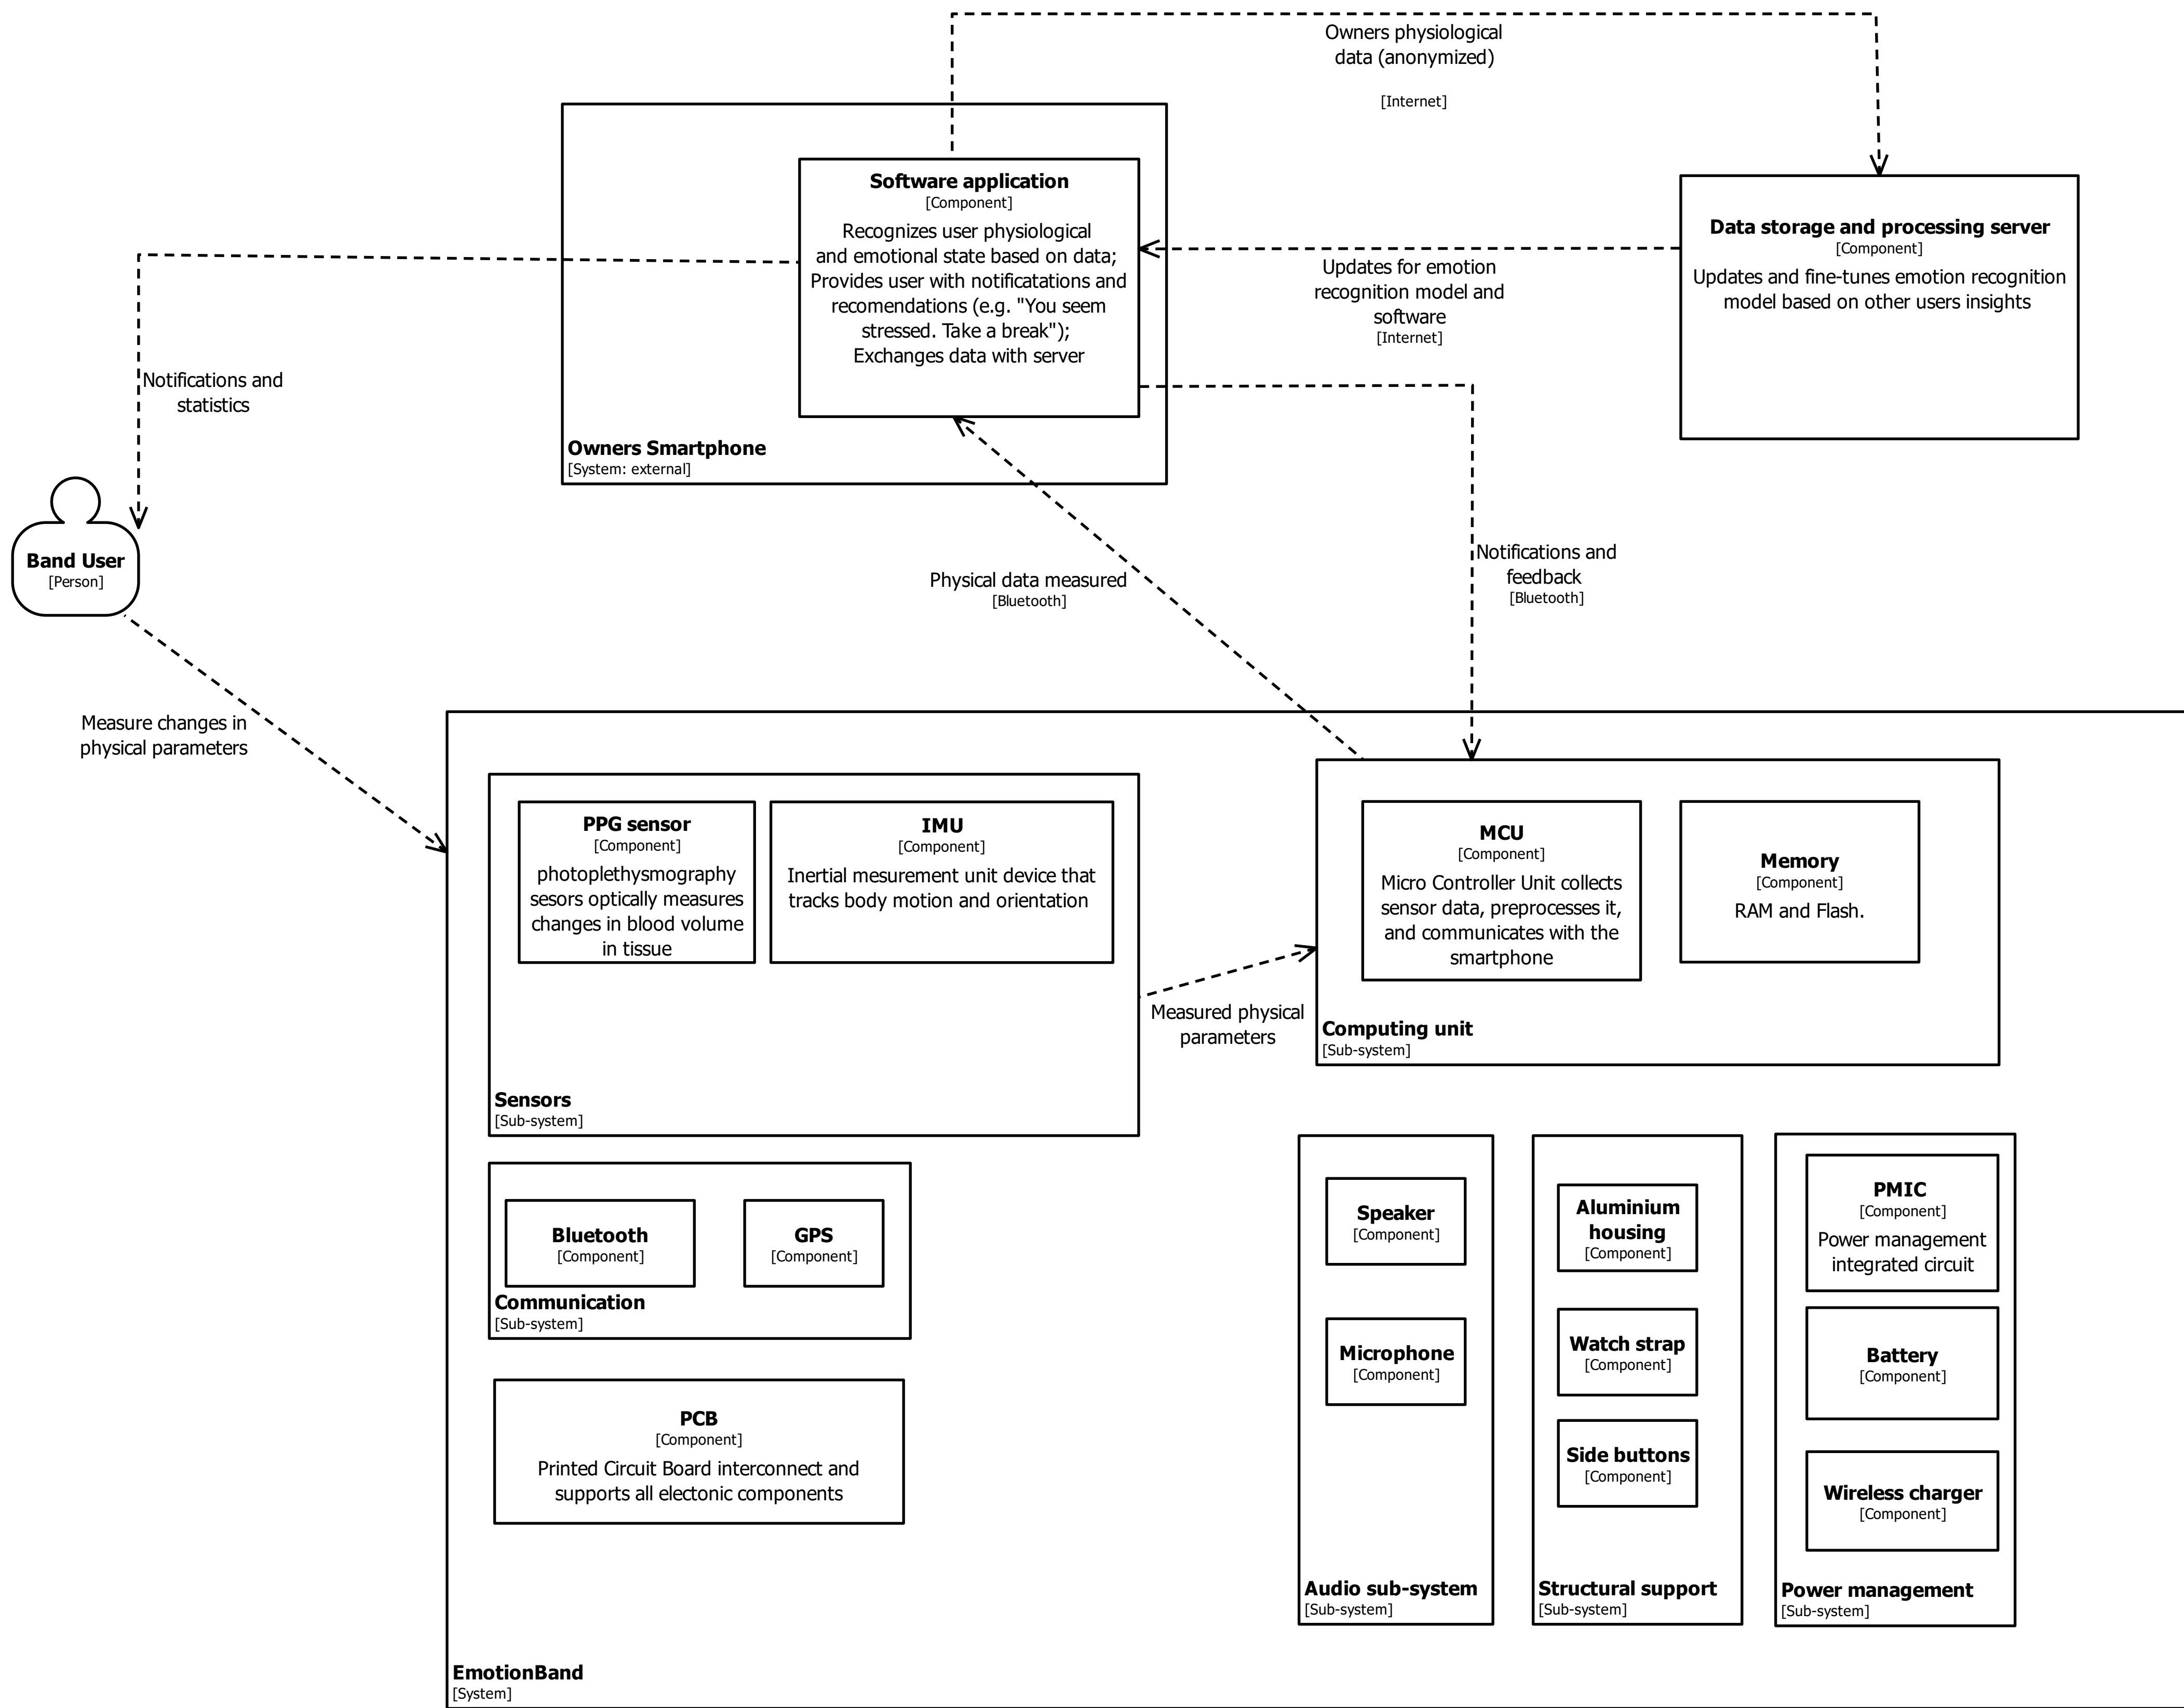 Owners physiological
data (anonymized)
[Internet]
Software application
[Component]
Recognizes user physiological
and emotional state based on data;
Provides user with notificatations and
recomendations (e.g. "You seem
stressed. Take a break");
Exchanges data with server
Owners Smartphone
[System: external]
Data storage and processing server
[Component]
Updates and fine-tunes emotion recognition
model based on other users insights
Updates for emotion
recognition model and
software
[Internet]
Notifications and
statistics
Band User
[Person]
Physical data measured
[Bluetooth]
Notifications and
feedback
[Bluetooth]
Measure changes in
physical parameters
PPG sensor
[Component]
photoplethysmography
sesors optically measures
changes in blood volume
in tissue
IMU
[Component]
Inertial mesurement unit device that
tracks body motion and orientation
Sensors
[Sub-system]
Measured physical
parameters
MCU
[Component]
Micro Controller Unit collects
sensor data, preprocesses it,
and communicates with the
smartphone
Memory
[Component]
RAM and Flash.
Computing unit
[Sub-system]
Bluetooth
[Component]
GPS
[Component]
Communication
[Sub-system]
PCB
[Component]
Printed Circuit Board interconnect and
supports all electonic components
Speaker
[Component]
Microphone
[Component]
Audio sub-system
[Sub-system]
Aluminium
housing
[Component]
Watch strap
[Component]
Side buttons
[Component]
Structural support
[Sub-system]
PMIC
[Component]
Power management
integrated circuit
Battery
[Component]
Wireless charger
[Component]
Power management
[Sub-system]
EmotionBand
[System]